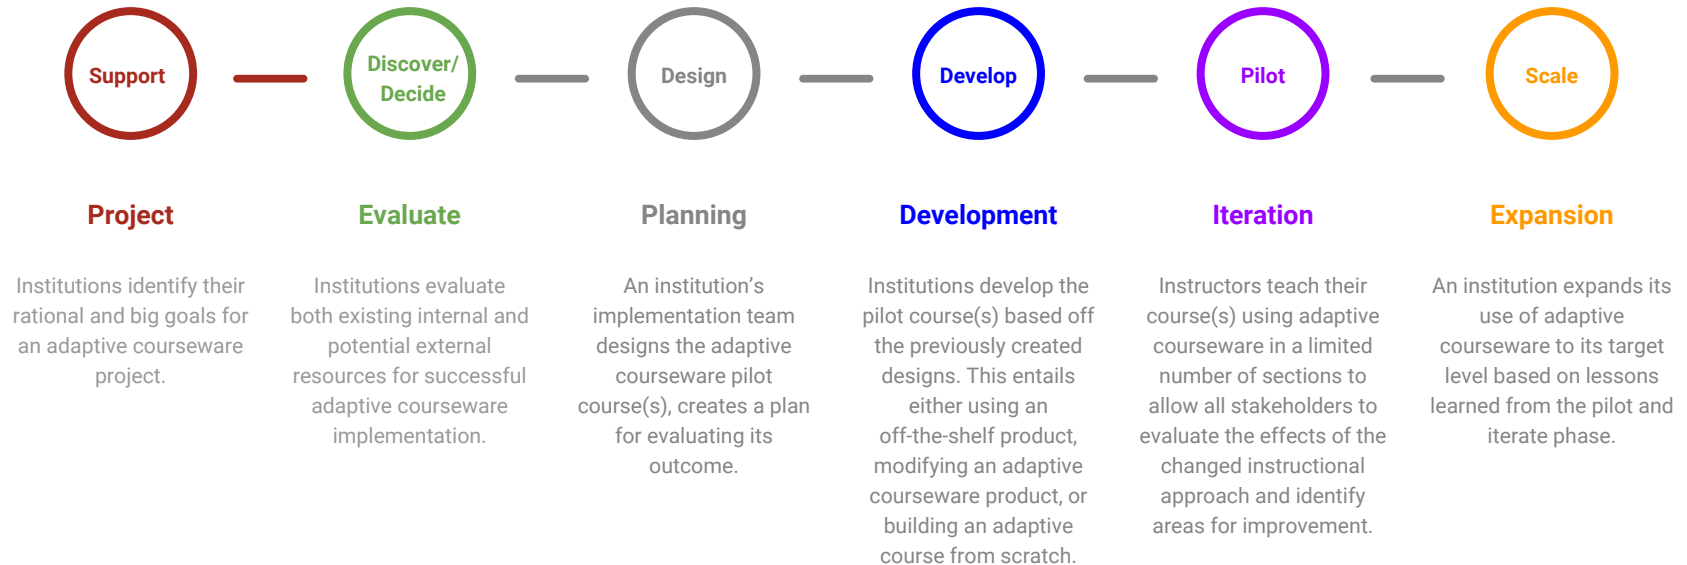 Support
Discover/
Decide
Design
Develop
Pilot
Scale
Project
Evaluate
Planning
Development
Iteration
Expansion
Institutions identify their
rational and big goals for
an adaptive courseware
project.
Institutions evaluate
both existing internal and
potential external
resources for successful
adaptive courseware
implementation.
An institution’s
implementation team
designs the adaptive
courseware pilot
course(s), creates a plan
for evaluating its
outcome.
Institutions develop the
pilot course(s) based off
the previously created
designs. This entails
either using an
off-the-shelf product,
modifying an adaptive
courseware product, or
building an adaptive
course from scratch.
Instructors teach their
course(s) using adaptive
courseware in a limited
number of sections to
allow all stakeholders to
evaluate the effects of the
changed instructional
approach and identify
areas for improvement.
An institution expands its
use of adaptive
courseware to its target
level based on lessons
learned from the pilot and
iterate phase.